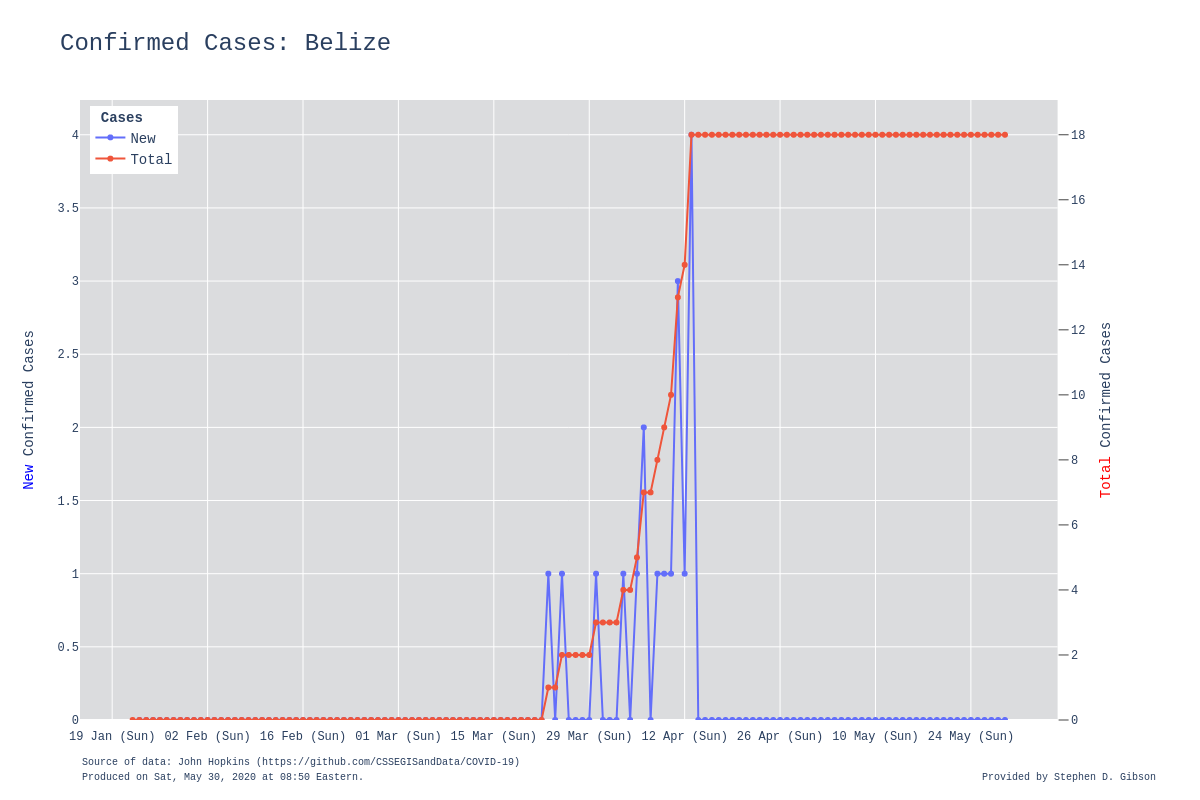 Confirmed Cases: Belize
Cases
New
Total
4
3.5
3
2.5
2
1.5
1
0.5
0
18
16
14
12
10
8
6
4
2
0
New Confirmed Cases
Total Confirmed Cases
19 Jan (Sun) 02 Feb (Sun) 16 Feb (Sun) 01 Mar (Sun) 15 Mar (Sun) 29 Mar (Sun) 12 Apr (Sun) 26 Apr (Sun) 10 May (Sun) 24 May (Sun)
Source of data: John Hopkins (https://github.com/CSSEGISandData/COVID-19)
Produced on Sat, May 30, 2020 at 08:50 Eastern.
Provided by Stephen D. Gibson